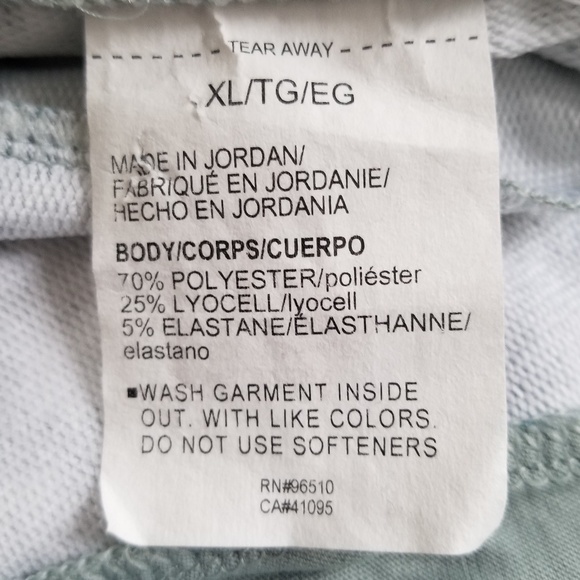 TEAR AWAY
XL/TG/EG
MADE IN JORDAN/
FABRIQUÉ EN JORDANIE/
HECHO EN JORDANIA
BODY/CORPS/CUERPO
70% POLYESTER/poliéster
25% LYOCELL/lyocell
5% ELASTANE/ÉLASTHANNE/
elastano
▪WASH GARMENT INSIDE
OUT. WITH LIKE COLORS.
DO NOT USE SOFTENERS
RN#96510
CA#41095